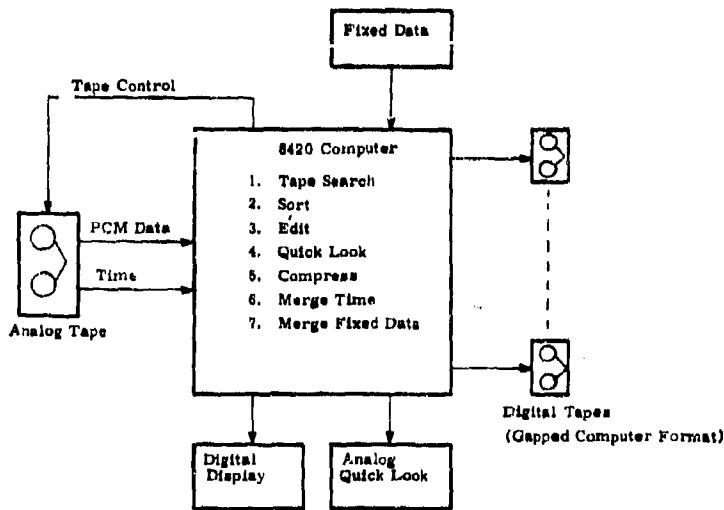 Fixed Data
Tape Control
8420 Computer
1. Tape Search
2. Sort
3. Edit
4. Quick Look
5. Compress
6. Merge Time
7. Merge Fixed Data
PCM Data
Time
Analog Tape
Digital Tapes
(Gapped Computer Format)
Digital
Display
Analog
Quick Look